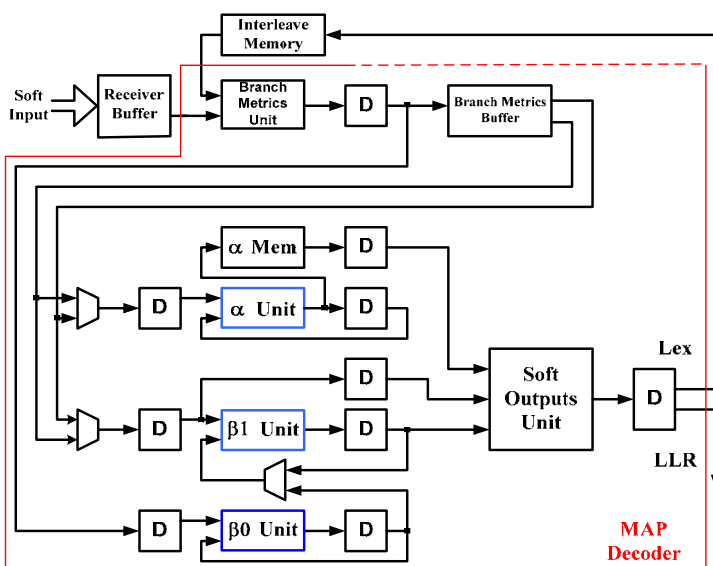 Interleave
Memory
Soft
Input
Receiver
Buffer
Branch
Metrics
Unit
D
Branch Metrics
Buffer
α Mem
D
D
α Unit
D
D
Soft
Outputs
Unit
D
Lex
LLR
D
β1 Unit
D
D
β0 Unit
D
MAP
Decoder